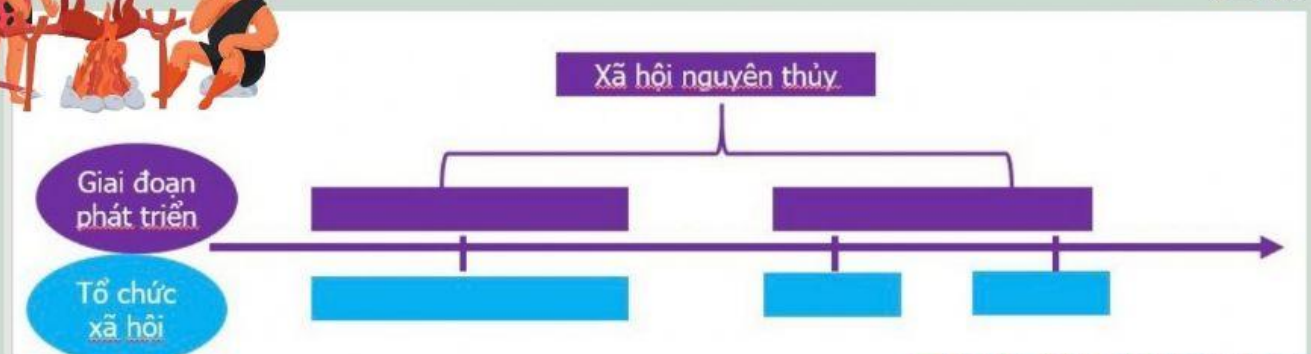 Xã hội nguyên thủy
Giai đoạn
phát triển
Tổ chức
xã hội